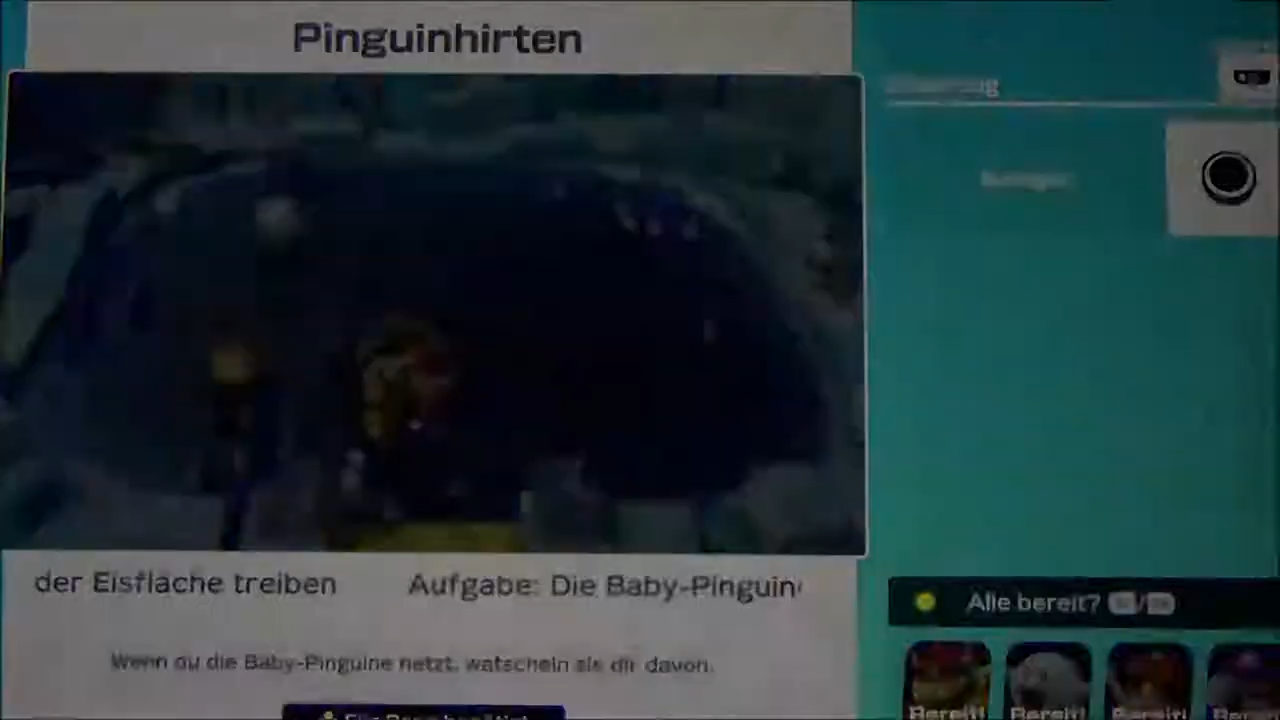 Pinguinhirten
der Eisfläche treiben Aufgabe: Die Baby-Pinguin
Alle bereit?
Wenn du die Baby-Pinguine hetzt, watscheln sie dir davon.
Bereit! Bereit! Bereit!